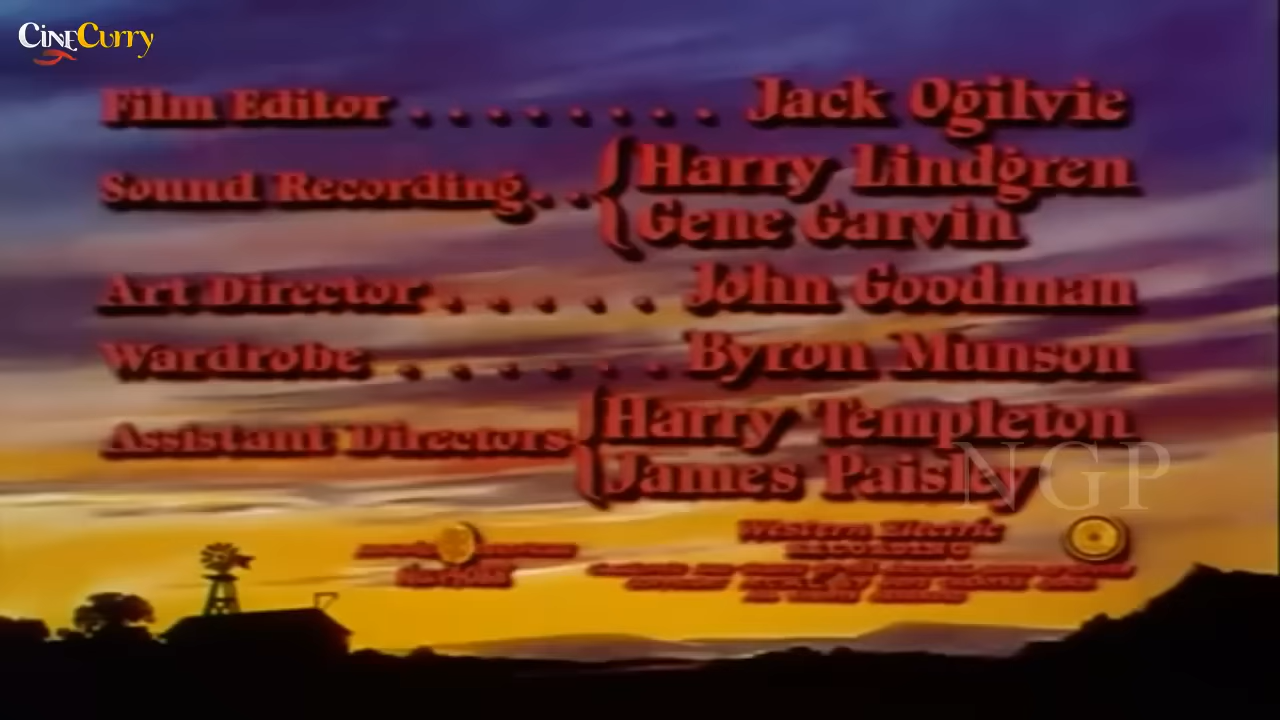 CineCurry
Film Editor . . . . . . . . Jack Ogilvie
Sound Recording. . { Harry Lindgren
Gene Garvin
Art Director. . . . . . John Goodman
Wardrobe . . . . . . Byron Munson
Assistant Directors { Harry Templeton
James Paisley
NGP
Western Electric
RECORDING